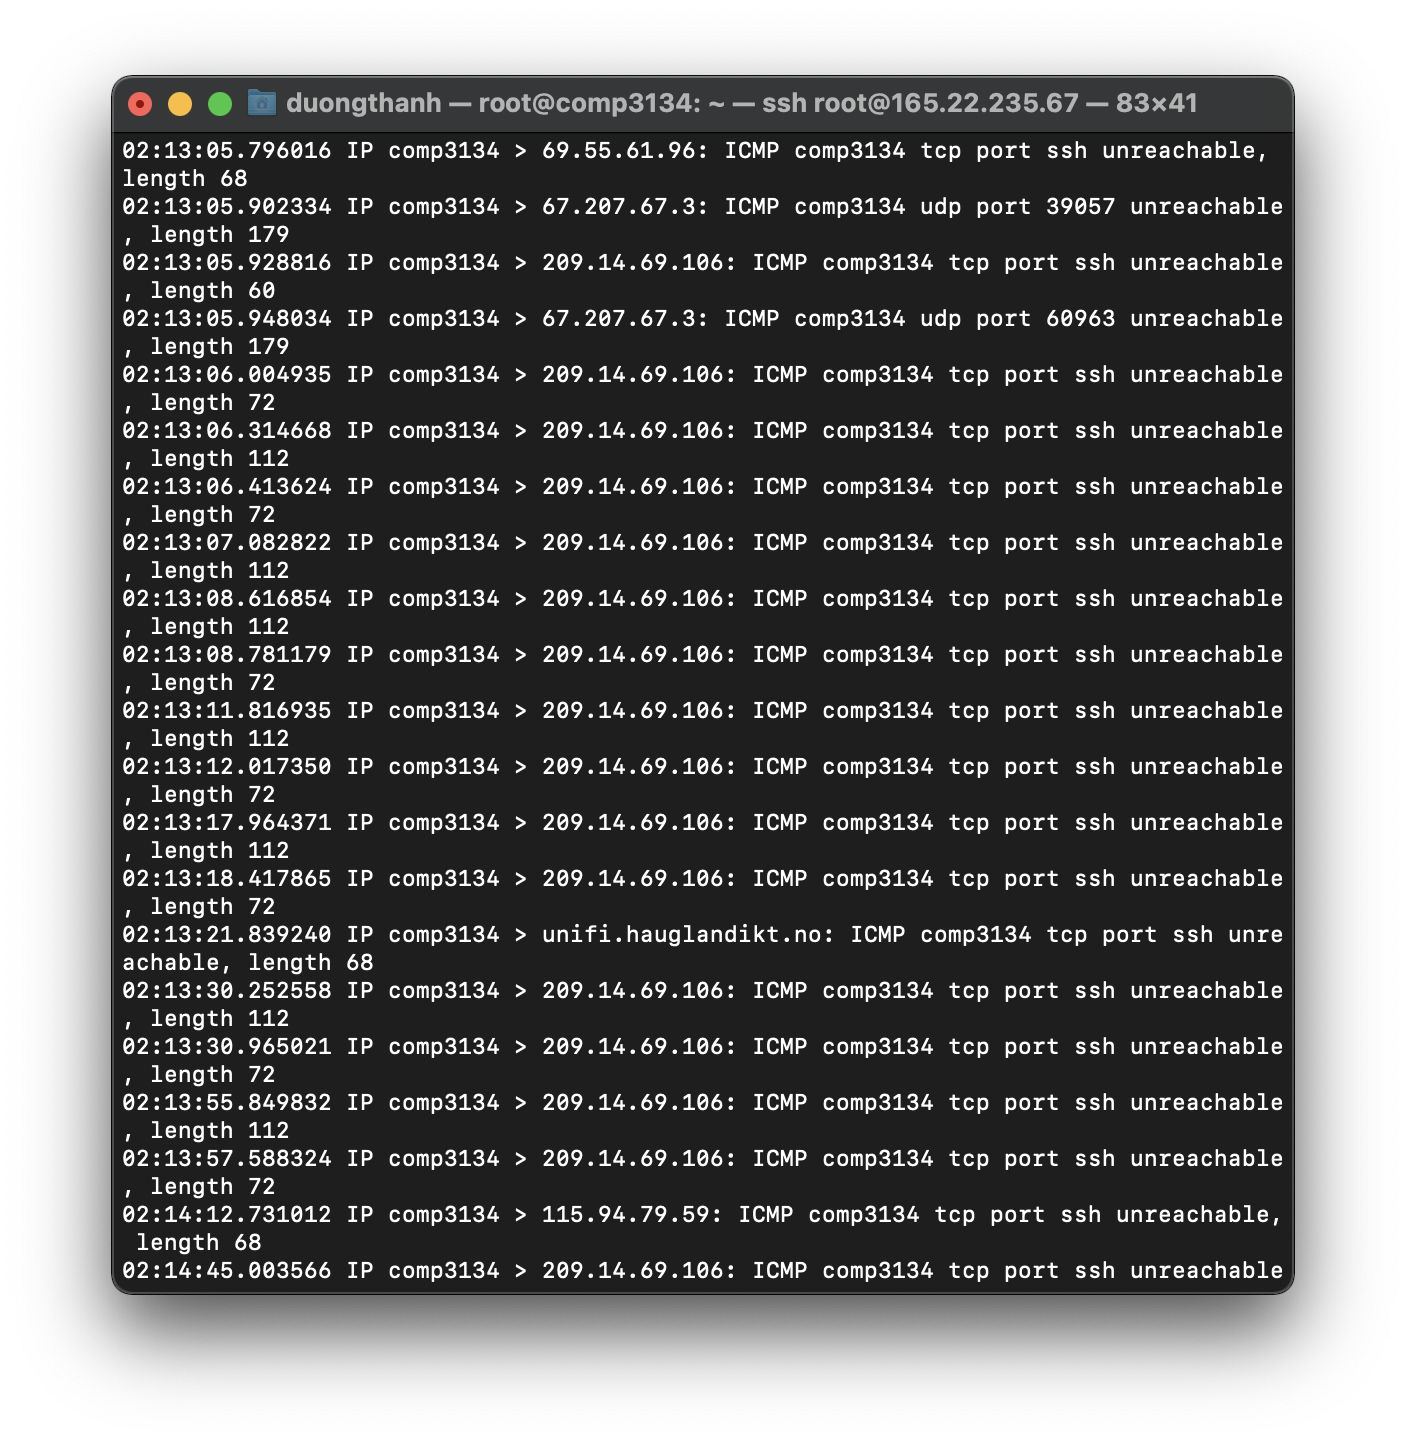 duongthanh — root@comp3134: ~ — ssh root@165.22.235.67 — 83×41
02:13:05.796016 IP comp3134 > 69.55.61.96: ICMP comp3134 tcp port ssh unreachable,
length 68
02:13:05.902334 IP comp3134 > 67.207.67.3: ICMP comp3134 udp port 39057 unreachable
, length 179
02:13:05.928816 IP comp3134 > 209.14.69.106: ICMP comp3134 tcp port ssh unreachable
, length 60
02:13:05.948034 IP comp3134 > 67.207.67.3: ICMP comp3134 udp port 60963 unreachable
, length 179
02:13:06.004935 IP comp3134 > 209.14.69.106: ICMP comp3134 tcp port ssh unreachable
, length 72
02:13:06.314668 IP comp3134 > 209.14.69.106: ICMP comp3134 tcp port ssh unreachable
, length 112
02:13:06.413624 IP comp3134 > 209.14.69.106: ICMP comp3134 tcp port ssh unreachable
, length 72
02:13:07.082822 IP comp3134 > 209.14.69.106: ICMP comp3134 tcp port ssh unreachable
, length 112
02:13:08.616854 IP comp3134 > 209.14.69.106: ICMP comp3134 tcp port ssh unreachable
, length 112
02:13:08.781179 IP comp3134 > 209.14.69.106: ICMP comp3134 tcp port ssh unreachable
, length 72
02:13:11.816935 IP comp3134 > 209.14.69.106: ICMP comp3134 tcp port ssh unreachable
, length 112
02:13:12.017350 IP comp3134 > 209.14.69.106: ICMP comp3134 tcp port ssh unreachable
, length 72
02:13:17.964371 IP comp3134 > 209.14.69.106: ICMP comp3134 tcp port ssh unreachable
, length 112
02:13:18.417865 IP comp3134 > 209.14.69.106: ICMP comp3134 tcp port ssh unreachable
, length 72
02:13:21.839240 IP comp3134 > unifi.hauglandikt.no: ICMP comp3134 tcp port ssh unre
achable, length 68
02:13:30.252558 IP comp3134 > 209.14.69.106: ICMP comp3134 tcp port ssh unreachable
, length 112
02:13:30.965021 IP comp3134 > 209.14.69.106: ICMP comp3134 tcp port ssh unreachable
, length 72
02:13:55.849832 IP comp3134 > 209.14.69.106: ICMP comp3134 tcp port ssh unreachable
, length 112
02:13:57.588324 IP comp3134 > 209.14.69.106: ICMP comp3134 tcp port ssh unreachable
, length 72
02:14:12.731012 IP comp3134 > 115.94.79.59: ICMP comp3134 tcp port ssh unreachable,
 length 68
02:14:45.003566 IP comp3134 > 209.14.69.106: ICMP comp3134 tcp port ssh unreachable